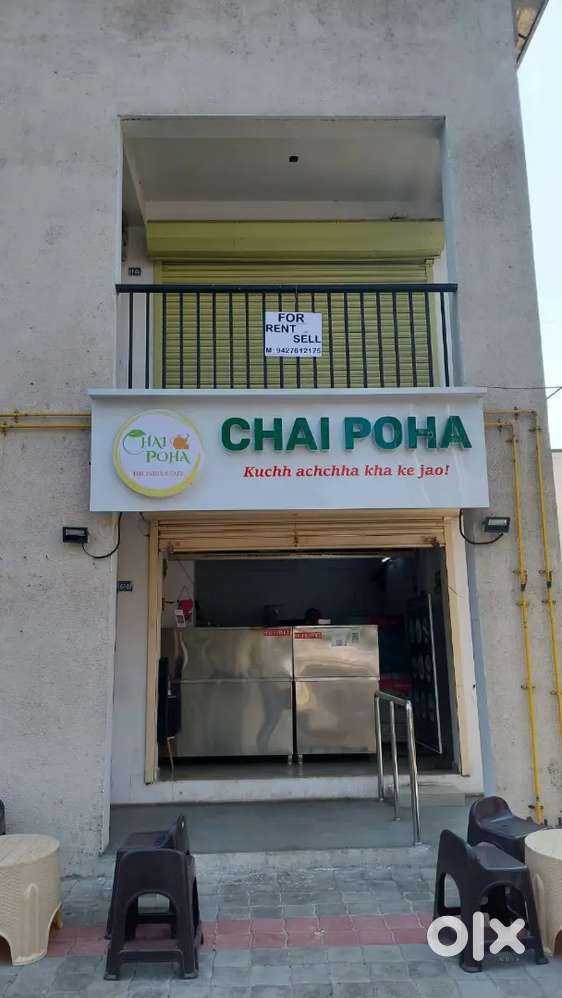 FOR
RENT
SELL
M: 9427612175
CHAI
POHA
CHAI POHA
Kuchh achchha kha ke jao!
olx